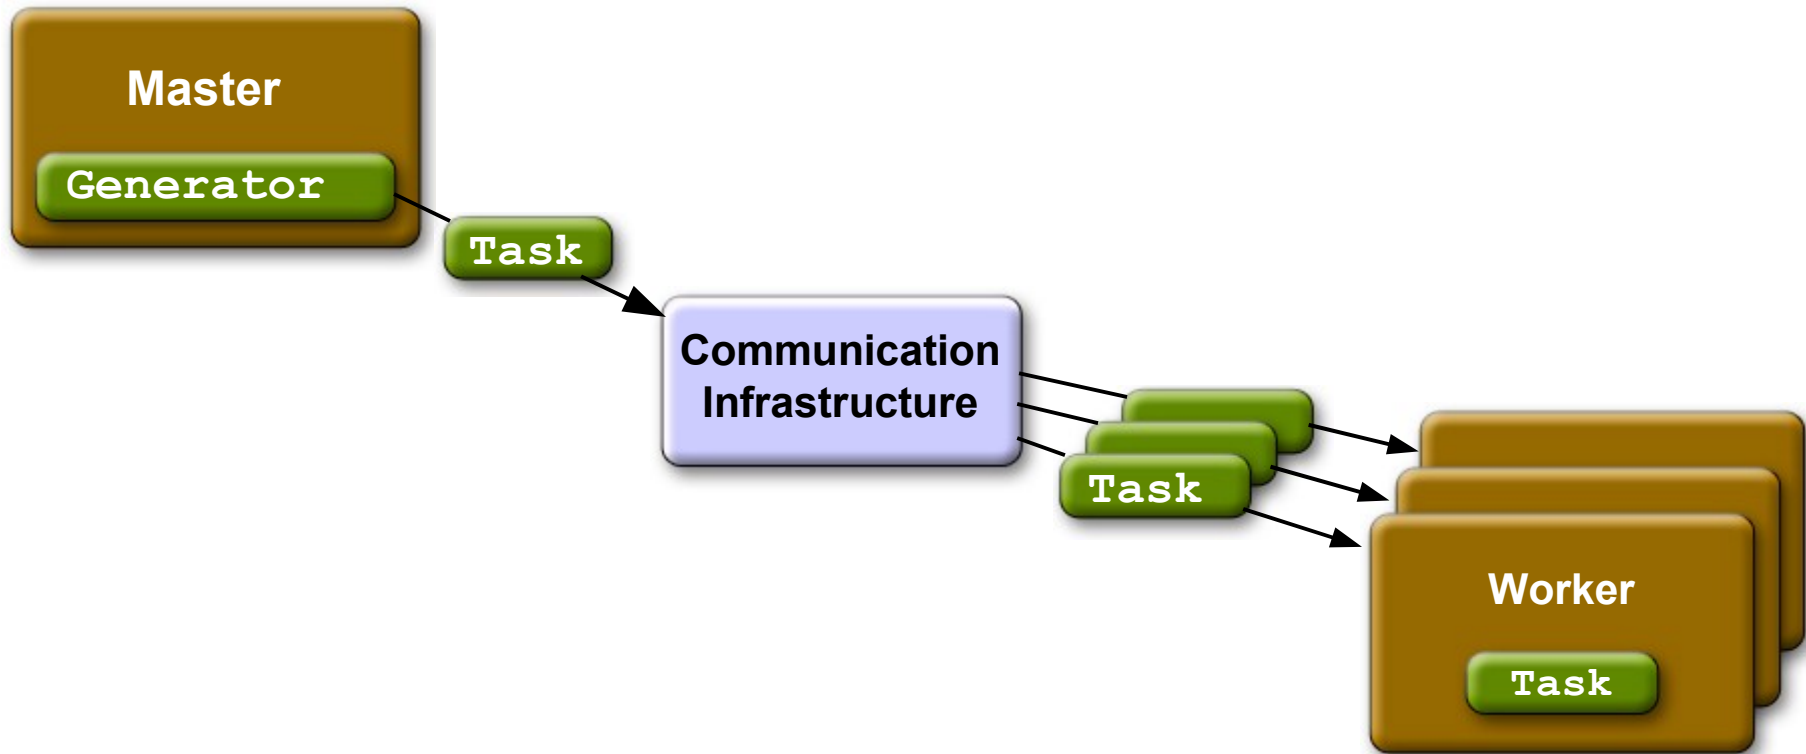 Master
Generator
Task
Communication
Infrastructure
Task
Worker
Task